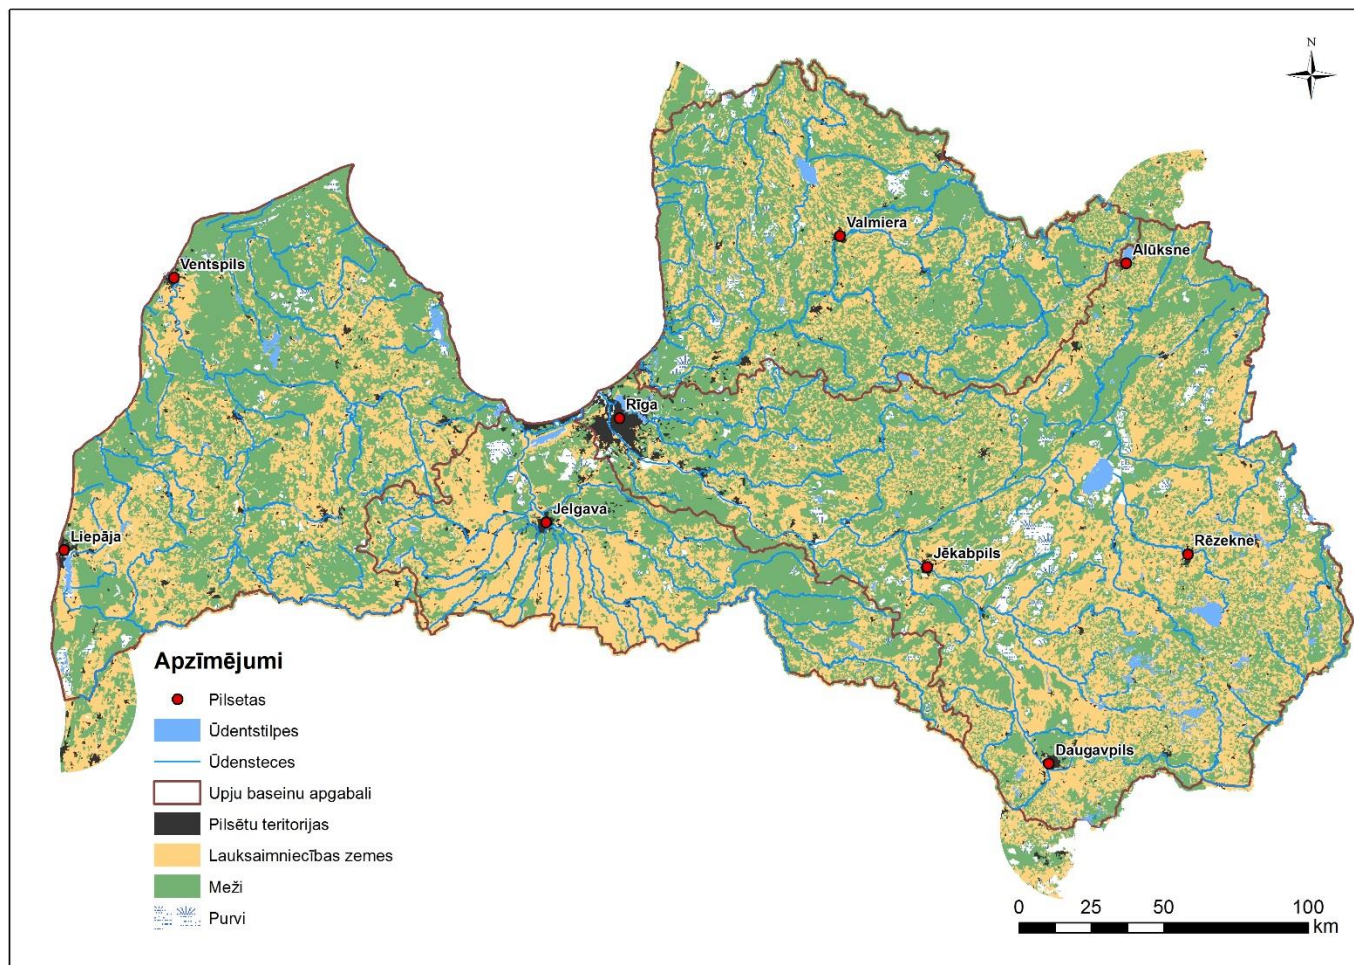 N
Valmiera
Alūksne
Ventspils
Rīga
Jelgava
Liepāja
Jēkabpils
Rēzekne
Daugavpils
Apzīmējumi
Pilsetas
Ūdentstilpes
Ūdensteces
Upju baseinu apgabali
Pilsētu teritorijas
Lauksaimniecības zemes
Meži
Purvi
0 25 50 100
km